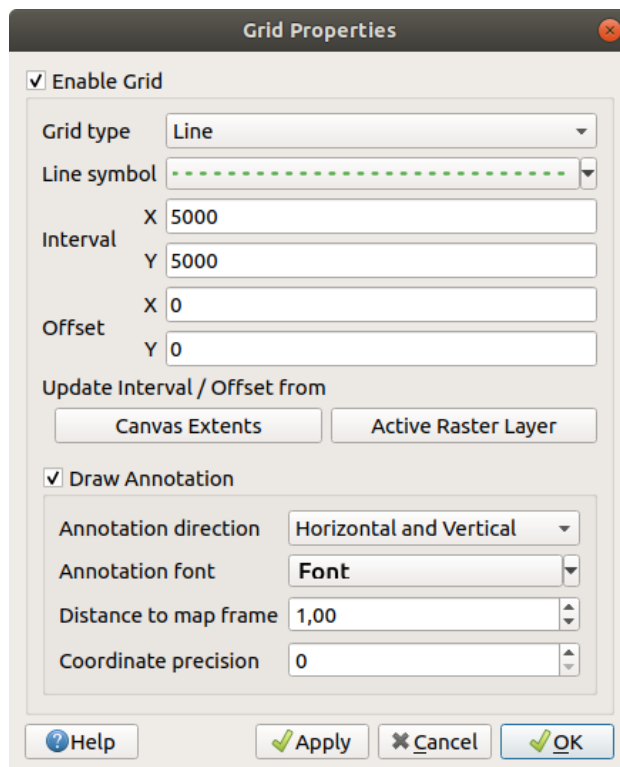 Grid Properties
Enable Grid
Grid type Line
Line symbol
Interval
X 5000
Y 5000
Offset
X 0
Y 0
Update Interval / Offset from
Canvas Extents Active Raster Layer
Draw Annotation
Annotation direction Horizontal and Vertical
Annotation font Font
Distance to map frame 1,00
Coordinate precision 0
Help Apply Cancel OK